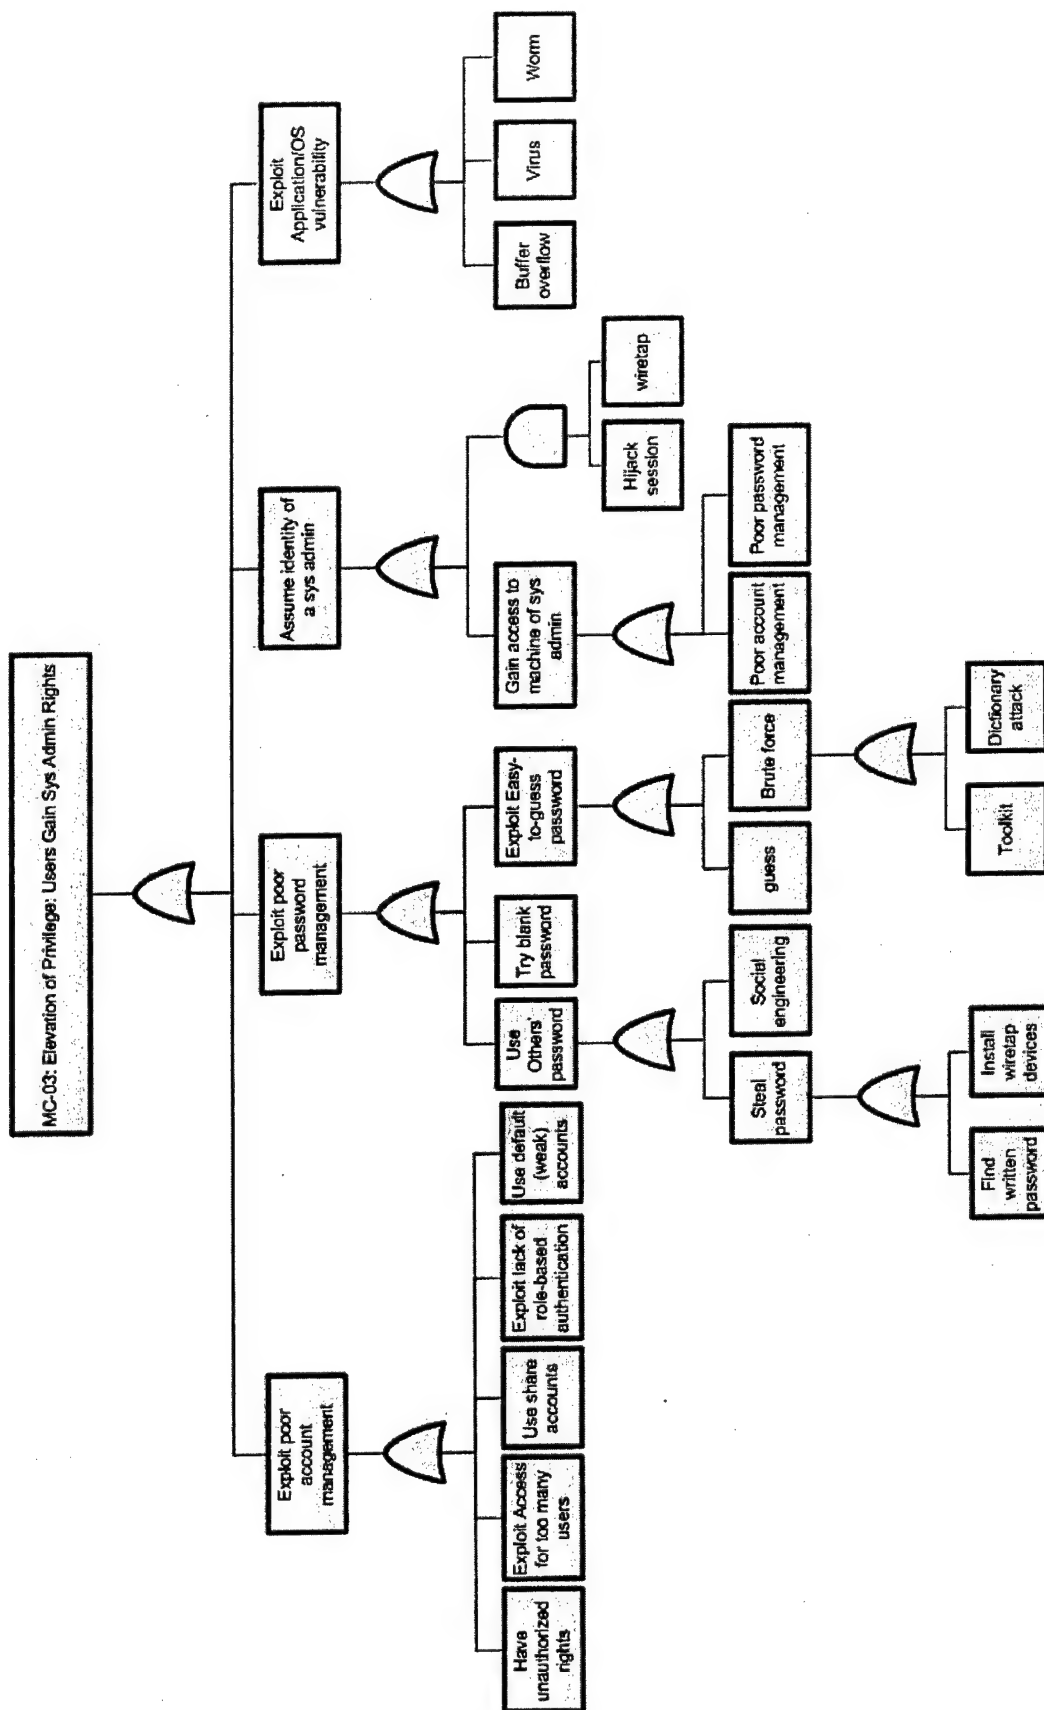 MC-03: Elevation of Privilege: Users Gain Sys Admin Rights
Exploit poor
account
management
Exploit poor
password
management
Assume identity of
a sys admin
Exploit
Application/OS
vulnerability
Have
unauthorized
rights
Exploit Access
for too many
users
Use share
accounts
Exploit lack of
role-based
authentication
Use default
(weak)
accounts
Use
Others'
password
Try blank
password
Exploit Easy-
to-guess
password
Gain access to
machine of sys
admin
Buffer
overflow
Virus
Worm
Hijack
session
wiretap
Steal
password
Social
engineering
guess
Brute force
Poor account
management
Poor password
management
Find
written
password
Install
wiretap
devices
Toolkit
Dictionary
attack